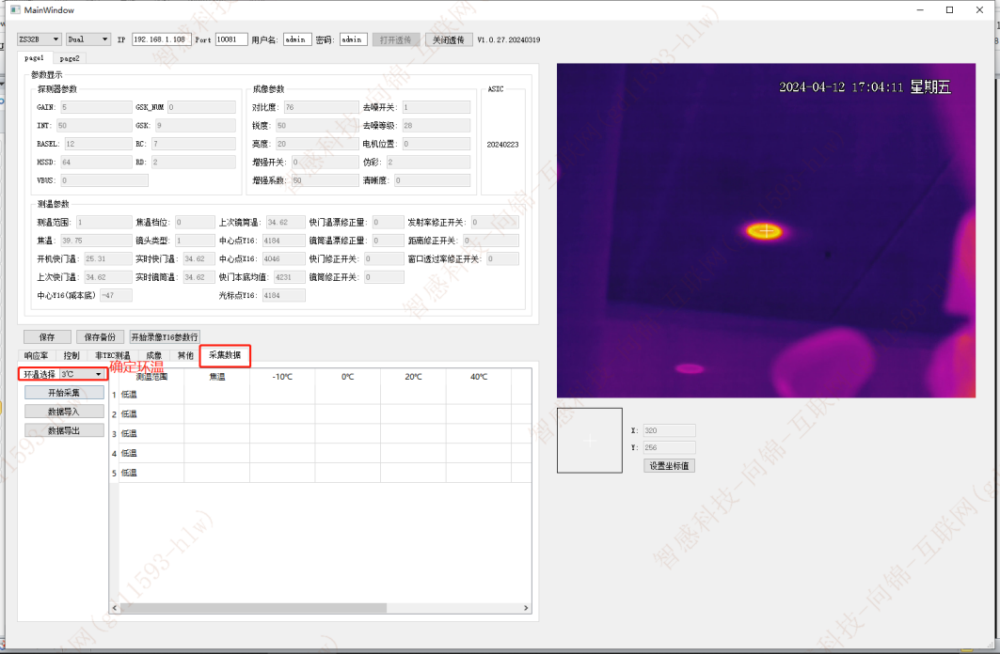 MainWindow
ZS32B Dual IP 192.168.1.108 Port 10081 用户名: admin 密码: admin 打开透传 关闭透传 V1.0.27.20240319
page1 page2
参数显示
探测器参数 成像参数 ASIC
GAIN: 5 GSK_NUM 0 对比度: 76 去噪开关: 1
INT: 50 GSK: 9 锐度: 50 去噪等级: 28
RASEL: 12 RC: 7 亮度: 20 电机位置: 0 20240223
HSSD: 64 RD: 2 增强开关: 0 伪彩: 2
VBUS: 0 增强系数: 50 清晰度: 0
测温参数
测温范围: 1 焦温档位: 0 上次镜筒温: 34.62 快门温漂修正量: 0 发射率修正开关: 0
焦温: 39.75 镜头类型: 1 中心点Y16: 4184 镜筒温漂修正量: 0 距离修正开关: 0
开机快门温: 25.31 实时快门温: 34.62 中心点X16: 4046 快门修正开关: 0 窗口透过率修正开关: 0
上次快门温: 34.62 实时镜筒温: 34.62 快门本底均值: 4231 镜筒修正开关: 0
中心Y16(减本底) -47 光标点Y16: 4184
保存 保存备份 开始录像Y16参数行
响应率 控制 非TEC测温 成像 其他 采集数据
环温选择 3℃ 确定环温
测温范围 焦温 -10℃ 0℃ 20℃ 40℃
开始采集
数据导入
数据导出
1 低温
2 低温
3 低温
4 低温
5 低温
2024-04-12 17:04:11 星期五
X: 320
Y: 256
设置坐标值
智感科技-向锦-互联网(g811593-hlw)